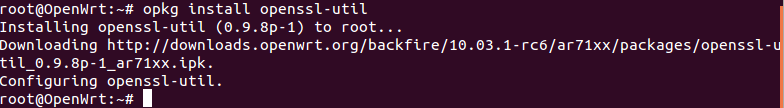 root@OpenWrt:~# opkg install openssl-util
Installing openssl-util (0.9.8p-1) to root...
Downloading http://downloads.openwrt.org/backfire/10.03.1-rc6/ar71xx/packages/openssl-u
til_0.9.8p-1_ar71xx.ipk.
Configuring openssl-util.
root@OpenWrt:~#